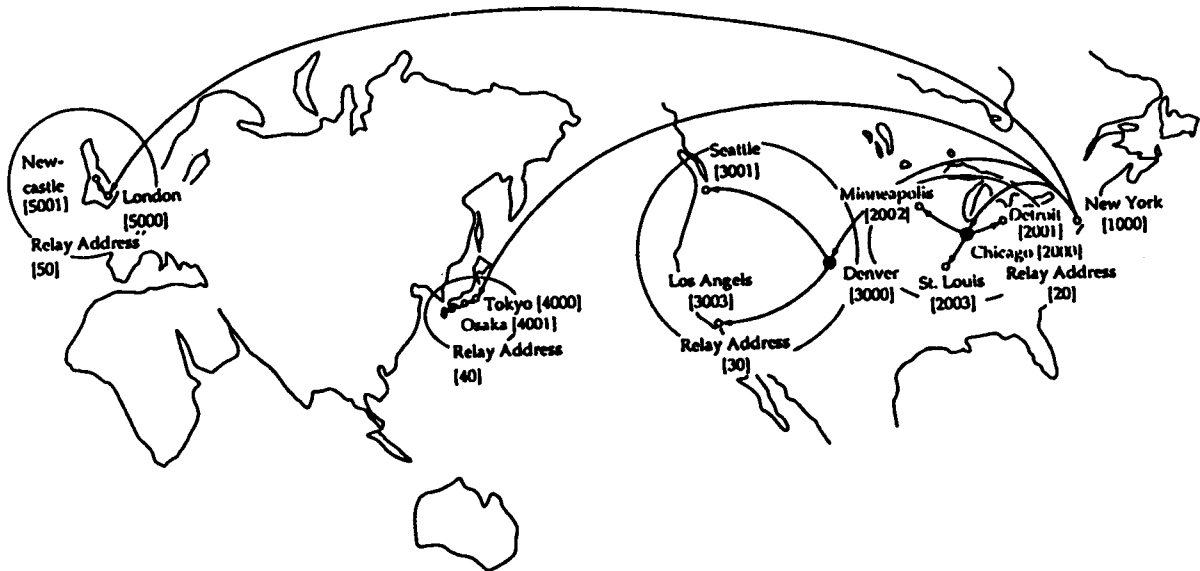 New-
castle
[5001]
London
[5000]
Relay Address
[50]
Tokyo [4000]
Osaka [4001]
Relay Address
[40]
Seattle
[3001]
Los Angels
[3003]
Relay Address
[30]
Denver
[3000]
Minneapolis
[2002]
Detroit
[2001]
Chicago [2000]
St. Louis
[2003]
Relay Address
[20]
New York
[1000]